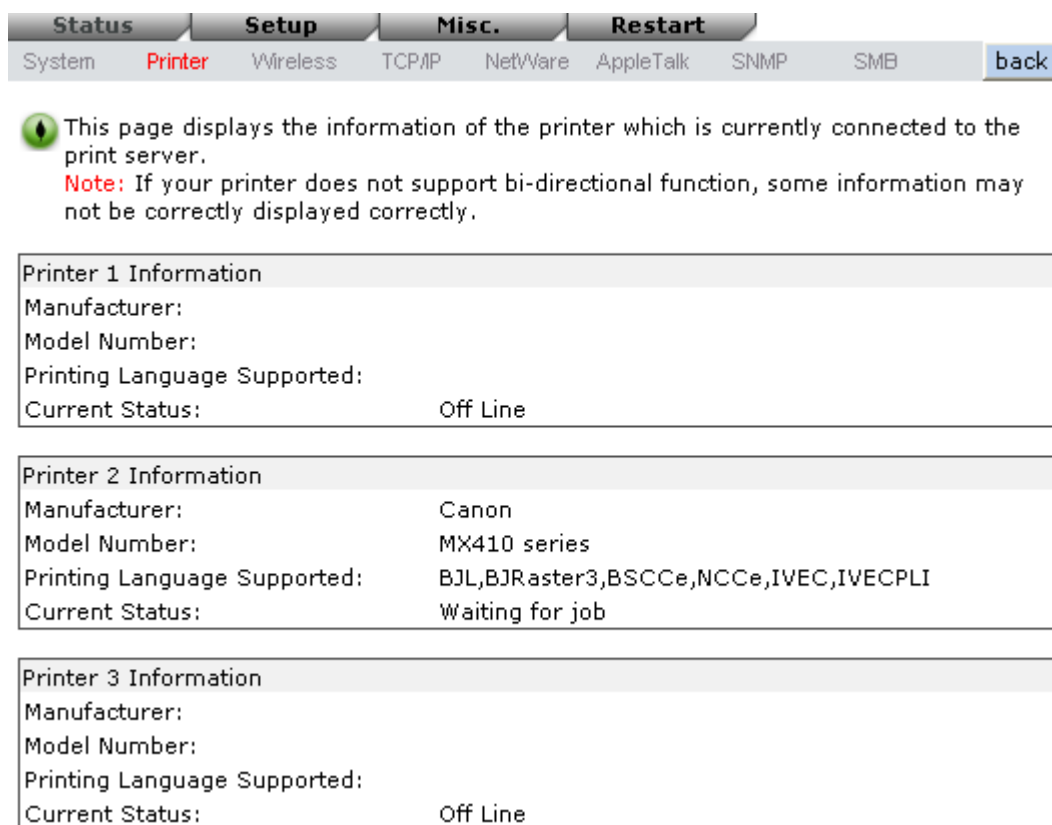 Status Setup Misc. Restart
System Printer Wireless TCP/IP NetWare AppleTalk SNMP SMB back
This page displays the information of the printer which is currently connected to the
print server.
Note: If your printer does not support bi-directional function, some information may
not be correctly displayed correctly.
Printer 1 Information
Manufacturer:
Model Number:
Printing Language Supported:
Current Status: Off Line
Printer 2 Information
Manufacturer: Canon
Model Number: MX410 series
Printing Language Supported: BJL,BJRaster3,BSCCe,NCCe,IVEC,IVECPLI
Current Status: Waiting for job
Printer 3 Information
Manufacturer:
Model Number:
Printing Language Supported:
Current Status: Off Line